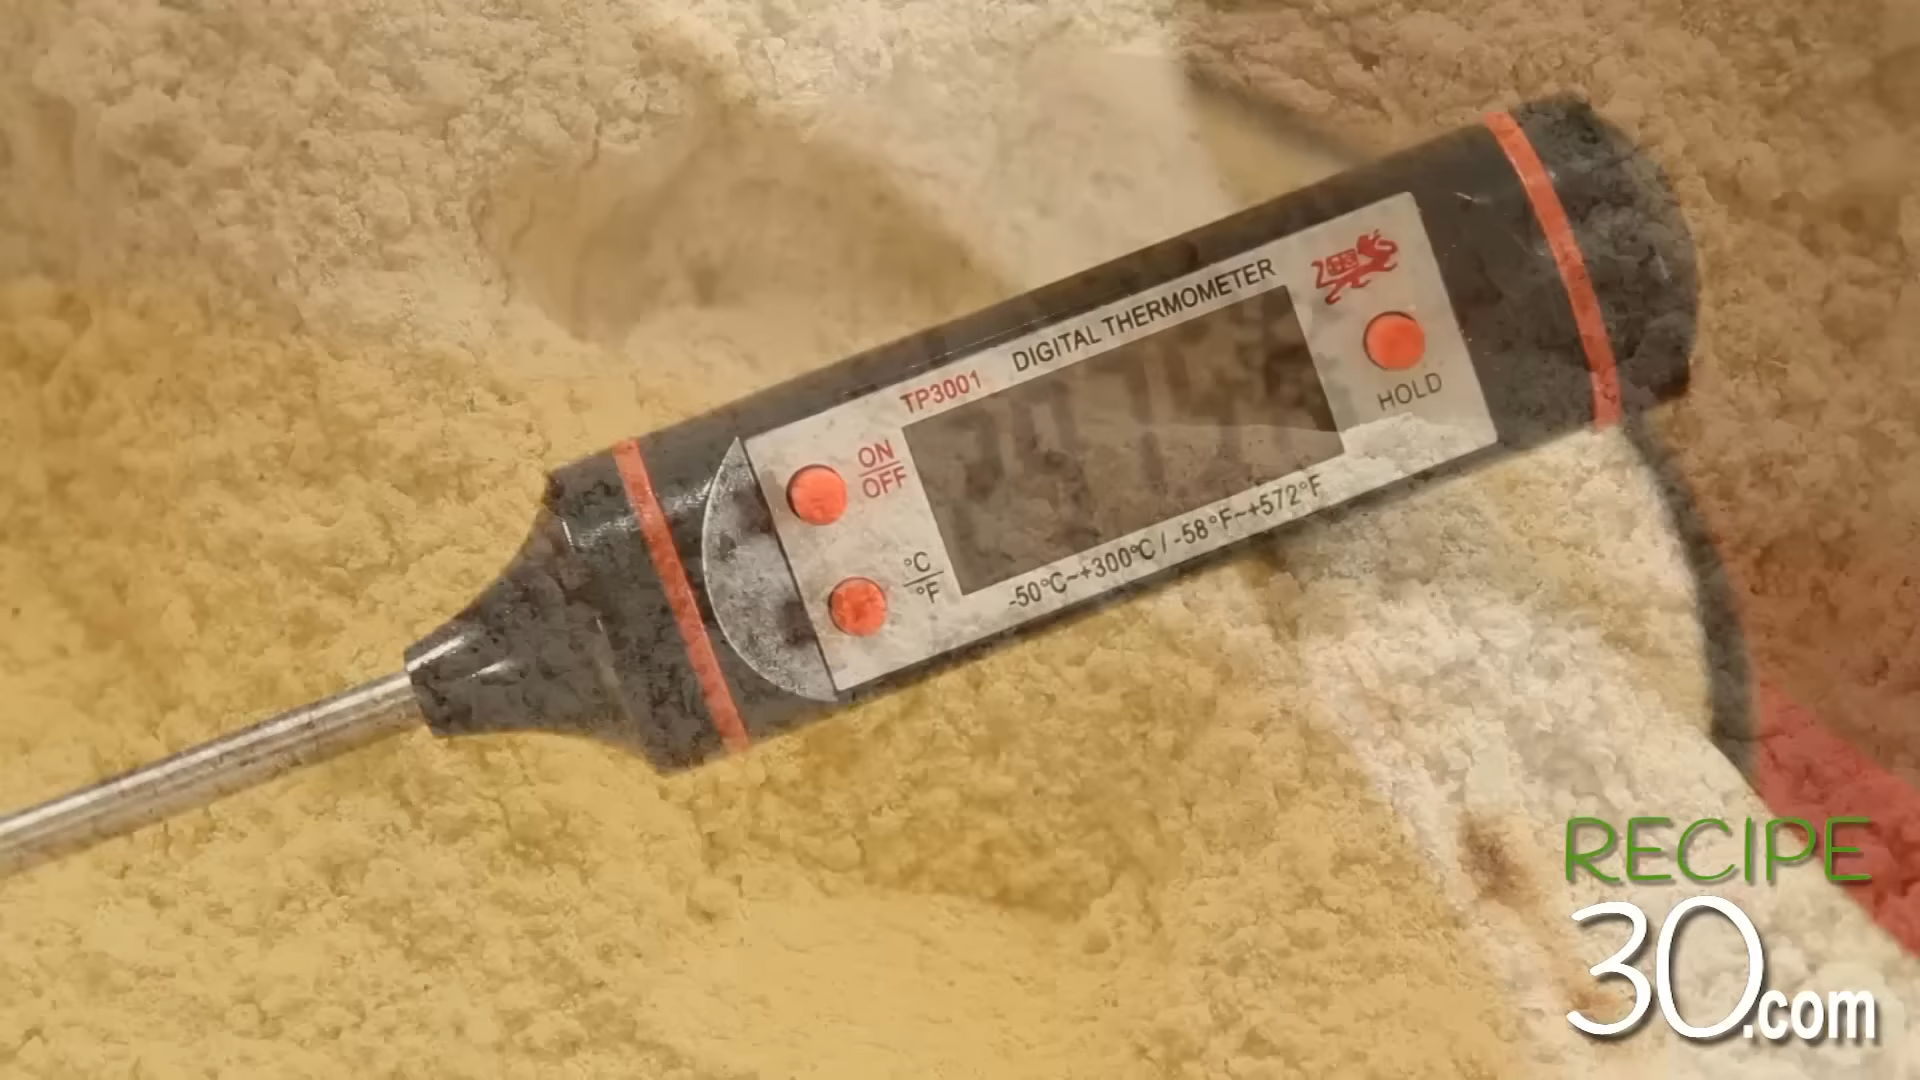 DIGITAL THERMOMETER
TP3001
ON
OFF
°C
°F
HOLD
-50°C~+300°C / -58°F~+572°F
RECIPE
30.com